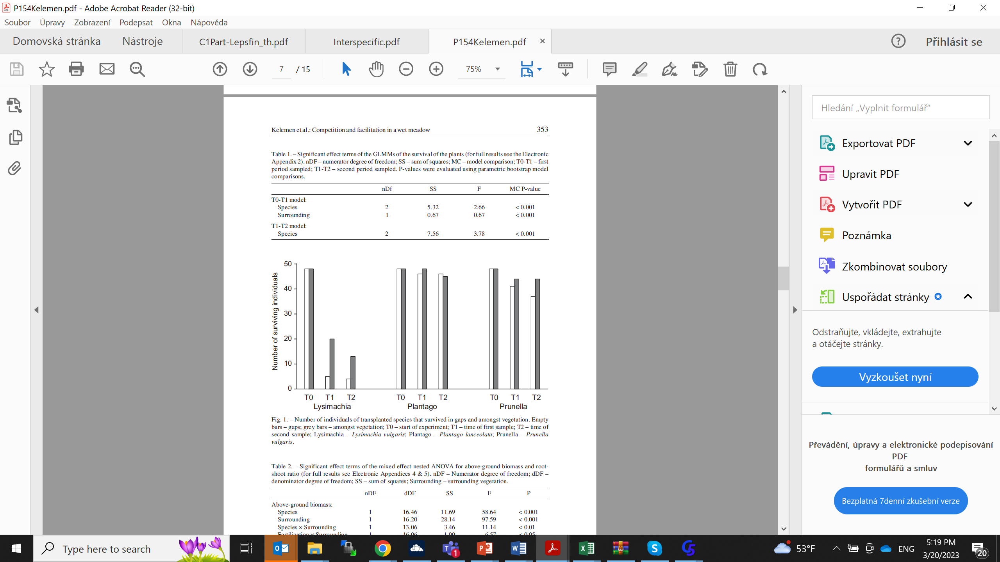 P154Kelemen.pdf - Adobe Acrobat Reader (32-bit)
Soubor Úpravy Zobrazení Podepsat Okna Nápověda
Domovská stránka Nástroje C1Part-Lepsfin_th.pdf Interspecific.pdf P154Kelemen.pdf Přihlásit se
7 / 15 75%
Kelemen et al.: Competition and facilitation in a wet meadow 353
Table 1. – Significant effect terms of the GLMMs of the survival of the plants (for full results see the Electronic
Appendix 2). nDF – numerator degree of freedom; SS – sum of squares; MC – model comparison; T0-T1 – first
period sampled; T1-T2 – second period sampled. P-values were evaluated using parametric bootstrap model
comparisons.
nDf SS F MC P-value
T0-T1 model:
Species 2 5.32 2.66 < 0.001
Surrounding 1 0.67 0.67 < 0.001
T1-T2 model:
Species 2 7.56 3.78 < 0.001
Number of surviving individuals
50
40
30
20
10
0
T0 T1 T2 T0 T1 T2 T0 T1 T2
Lysimachia Plantago Prunella
Fig. 1. – Number of individuals of transplanted species that survived in gaps and amongst vegetation. Empty
bars – gaps; grey bars – amongst vegetation; T0 – start of experiment; T1 – time of first sample; T2 – time of
second sample; Lysimachia – Lysimachia vulgaris; Plantago – Plantago lanceolata; Prunella – Prunella
vulgaris.
Table 2. – Significant effect terms of the mixed effect nested ANOVA for above-ground biomass and root-
shoot ratio (for full results see Electronic Appendices 4 & 5). nDF – Numerator degree of freedom; dDF –
denominator degree of freedom; SS – sum of squares; Surrounding – surrounding vegetation.
nDF dDF SS F P
Above-ground biomass:
Species 1 16.46 11.69 58.64 < 0.001
Surrounding 1 16.20 28.14 97.59 < 0.001
Species × Surrounding 1 13.06 3.46 11.14 < 0.01
Fertilization × Surrounding 1 16.06 1.90 6.57 < 0.05
Hledání „Vyplnit formulář“
Exportovat PDF
Upravit PDF
Vytvořit PDF
Poznámka
Zkombinovat soubory
Uspořádat stránky
Odstraňujte, vkládejte, extrahujte
a otáčejte stránky.
Vyzkoušet nyní
Převádění, úpravy a elektronické podepisování
PDF
formulářů a smluv
Bezplatná 7denní zkušební verze
Type here to search
53°F
ENG
5:19 PM
3/20/2023
20